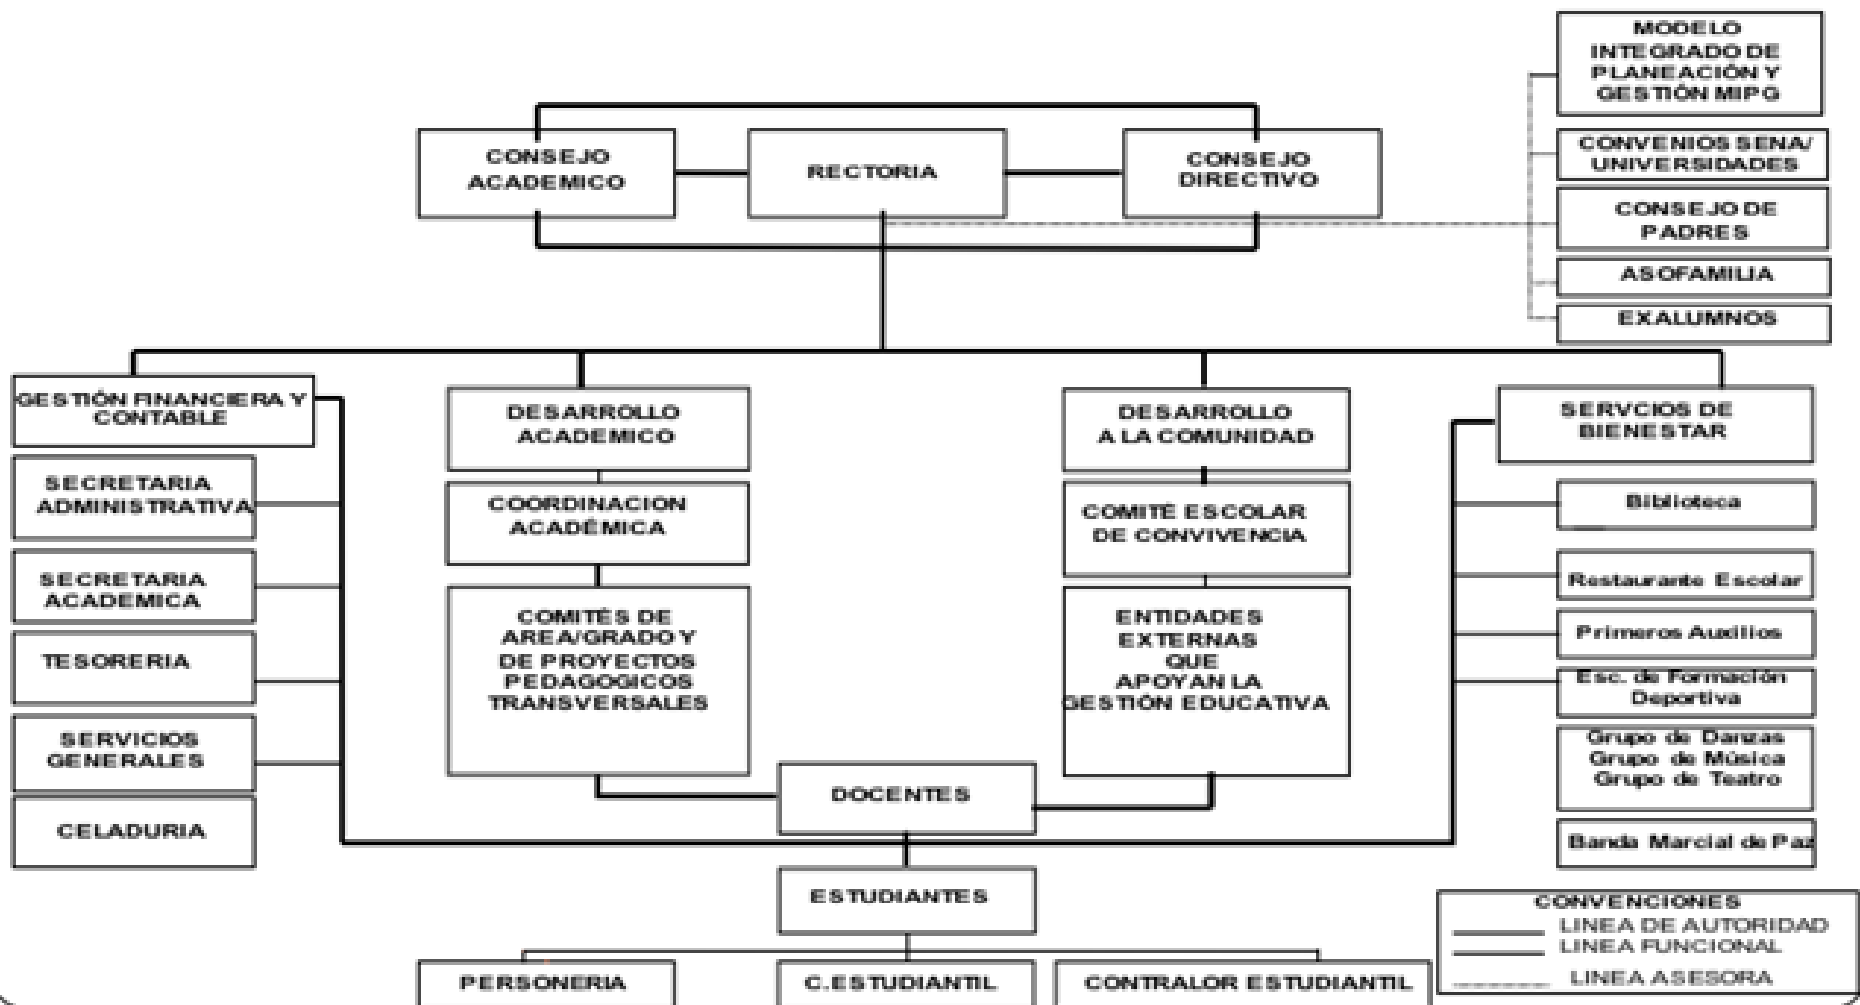 MODELO
INTEGRADO DE
PLANEACIÓN Y
GESTIÓN MIPG
CONSEJO
ACADEMICO
RECTORIA
CONSEJO
DIRECTIVO
CONVENIOS SENA/
UNIVERSIDADES
CONSEJO DE
PADRES
ASOFAMILIA
EXALUMNOS
GESTIÓN FINANCIERA Y
CONTABLE
DESARROLLO
ACADEMICO
DESARROLLO
A LA COMUNIDAD
SERVCIOS DE
BIENESTAR
SECRETARIA
ADMINISTRATIVA
COORDINACION
ACADÉMICA
COMITÉ ESCOLAR
DE CONVIVENCIA
Biblioteca
SECRETARIA
ACADEMICA
Restaurante Escolar
COMITÉS DE
AREA/GRADO Y
DE PROYECTOS
PEDAGOGICOS
TRANSVERSALES
ENTIDADES
EXTERNAS
QUE
APOYAN LA
GESTIÓN EDUCATIVA
Primeros Auxilios
TESORERIA
Esc. de Formación
Deportiva
SERVICIOS
GENERALES
Grupo de Danzas
Grupo de Música
Grupo de Teatro
DOCENTES
CELADURIA
Banda Marcial de Paz
ESTUDIANTES
CONVENCIONES
LINEA DE AUTORIDAD
LINEA FUNCIONAL
LINEA ASESORA
PERSONERIA
C.ESTUDIANTIL
CONTRALOR ESTUDIANTIL